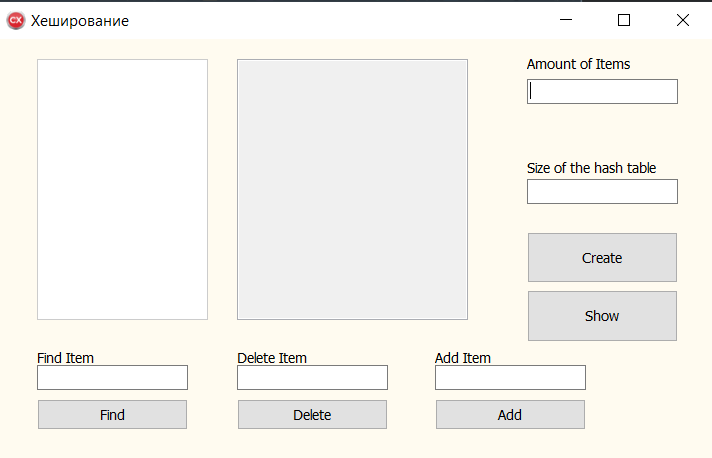 CX Хеширование
Amount of Items
Size of the hash table
Create
Show
Find Item
Delete Item
Add Item
Find
Delete
Add